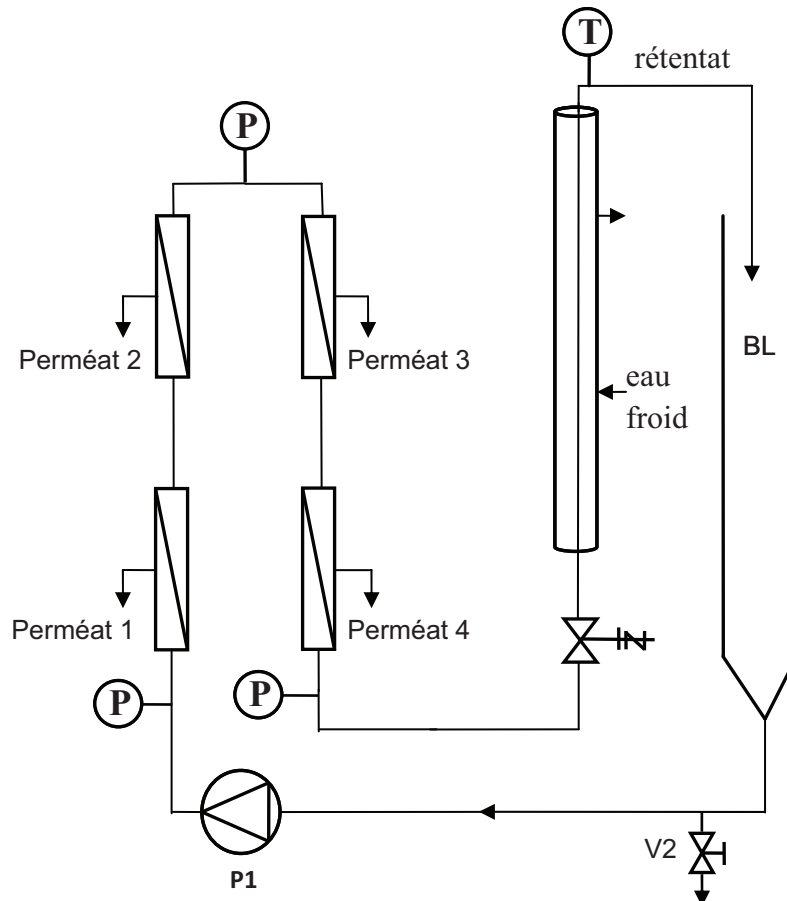 T
rétentat
P
BL
Perméat 2
Perméat 3
eau
froid
Perméat 1
Perméat 4
P
P
V2
P1